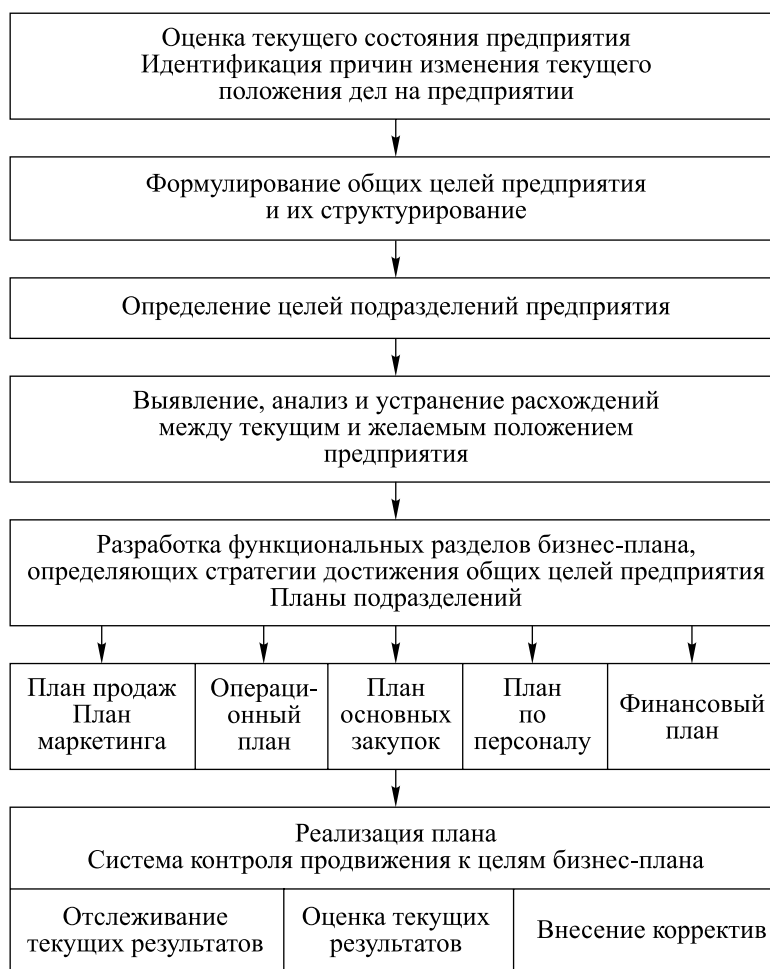 Оценка текущего состояния предприятия
Идентификация причин изменения текущего
положения дел на предприятии
Формулирование общих целей предприятия
и их структурирование
Определение целей подразделений предприятия
Выявление, анализ и устранение расхождений
между текущим и желаемым положением
предприятия
Разработка функциональных разделов бизнес-плана,
определяющих стратегии достижения общих целей предприятия
Планы подразделений
План продаж
План
маркетинга
Операци-
онный
план
План
основных
закупок
План
по
персоналу
Финансовый
план
Реализация плана
Система контроля продвижения к целям бизнес-плана
Отслеживание
текущих результатов
Оценка текущих
результатов
Внесение корректив